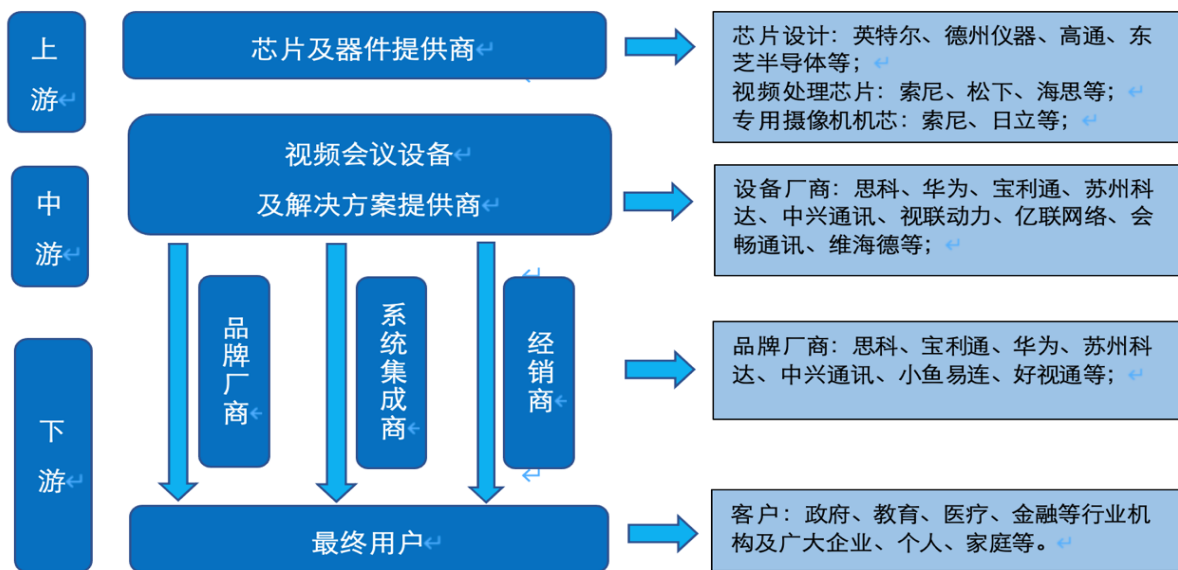 上
游
芯片及器件提供商
芯片设计：英特尔、德州仪器、高通、东
芝半导体等；
视频处理芯片：索尼、松下、海思等；
专用摄像机机芯：索尼、日立等；
中
游
视频会议设备
及解决方案提供商
设备厂商：思科、华为、宝利通、苏州科
达、中兴通讯、视联动力、亿联网络、会
畅通讯、维海德等；
下
游
品牌厂商
系统集成商
经销商
品牌厂商：思科、宝利通、华为、苏州科
达、中兴通讯、小鱼易连、好视通等；
最终用户
客户：政府、教育、医疗、金融等行业机
构及广大企业、个人、家庭等。